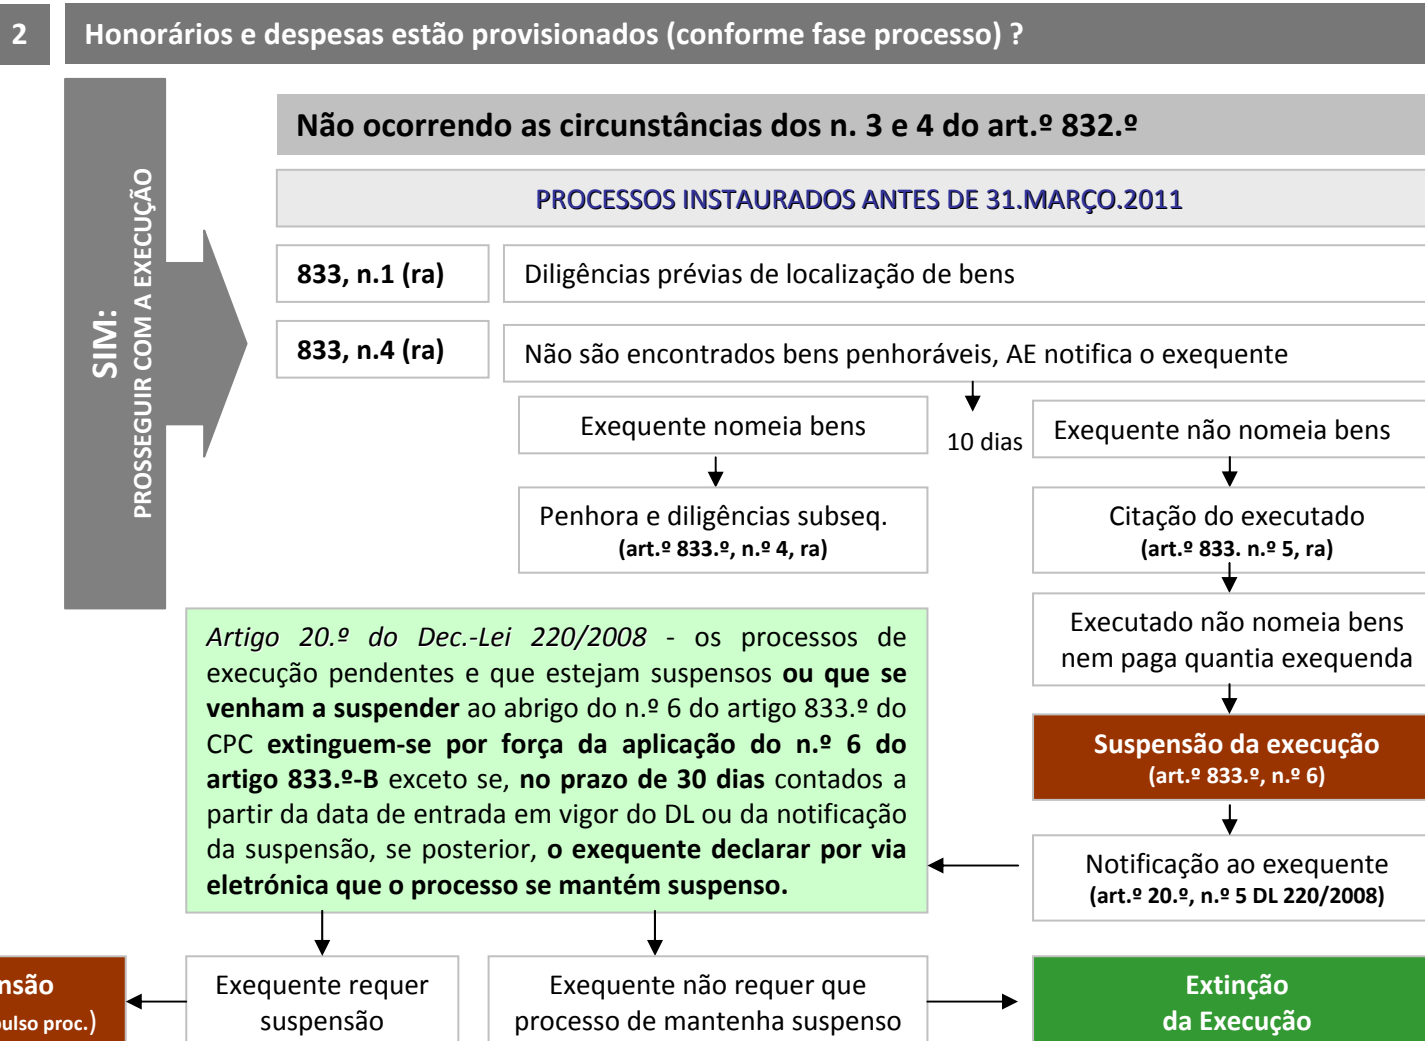 2
Honorários e despesas estão provisionados (conforme fase processo) ?
SIM:
PROSSEGUIR COM A EXECUÇÃO
Não ocorrendo as circunstâncias dos n. 3 e 4 do art.º 832.º
PROCESSOS INSTAURADOS ANTES DE 31.MARÇO.2011
833, n.1 (ra)
Diligências prévias de localização de bens
833, n.4 (ra)
Não são encontrados bens penhoráveis, AE notifica o exequente
Exequente nomeia bens
10 dias
Exequente não nomeia bens
Penhora e diligências subseq.
(art.º 833.º, n.º 4, ra)
Citação do executado
(art.º 833. n.º 5, ra)
Executado não nomeia bens
nem paga quantia exequenda
Artigo 20.º do Dec.-Lei 220/2008 - os processos de
execução pendentes e que estejam suspensos ou que se
venham a suspender ao abrigo do n.º 6 do artigo 833.º do
CPC extinguem-se por força da aplicação do n.º 6 do
artigo 833.º-B exceto se, no prazo de 30 dias contados a
partir da data de entrada em vigor do DL ou da notificação
da suspensão, se posterior, o exequente declarar por via
eletrónica que o processo se mantém suspenso.
Suspensão da execução
(art.º 833.º, n.º 6)
Notificação ao exequente
(art.º 20.º, n.º 5 DL 220/2008)
nsão
pulso proc.)
Exequente requer
suspensão
Exequente não requer que
processo de mantenha suspenso
Extinção
da Execução